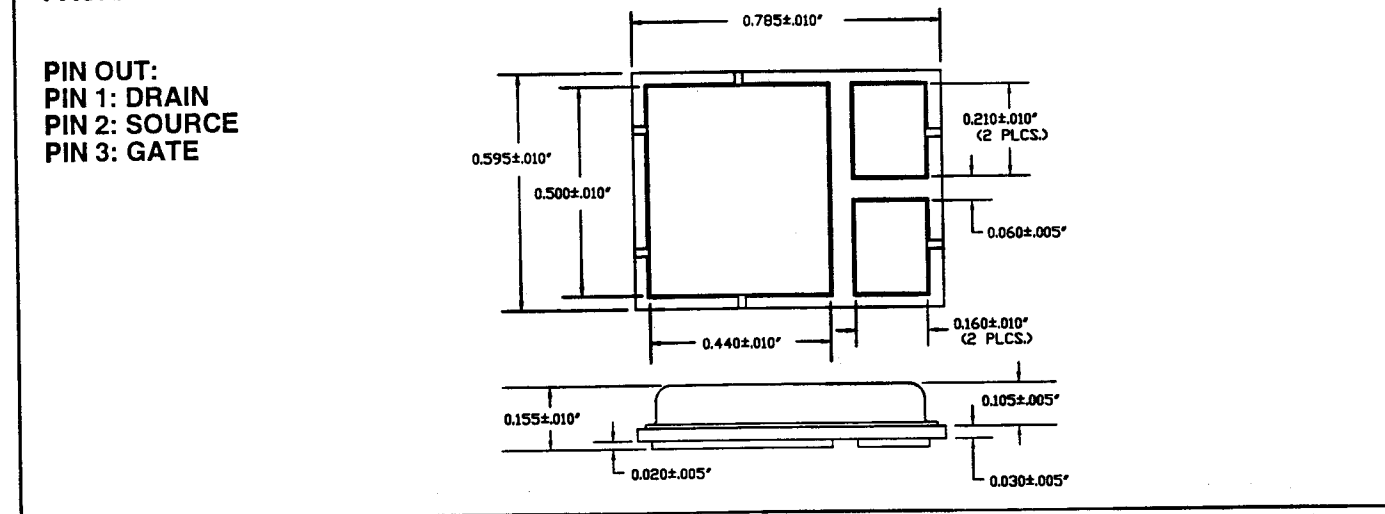 PIN OUT:
PIN 1: DRAIN
PIN 2: SOURCE
PIN 3: GATE
0.785±.010"
0.210±.010"
(2 PLCS.)
0.595±.010"
0.500±.010"
0.060±.005"
0.160±.010"
(2 PLCS.)
0.440±.010"
0.155±.010"
0.105±.005"
0.020±.005"
0.030±.005"